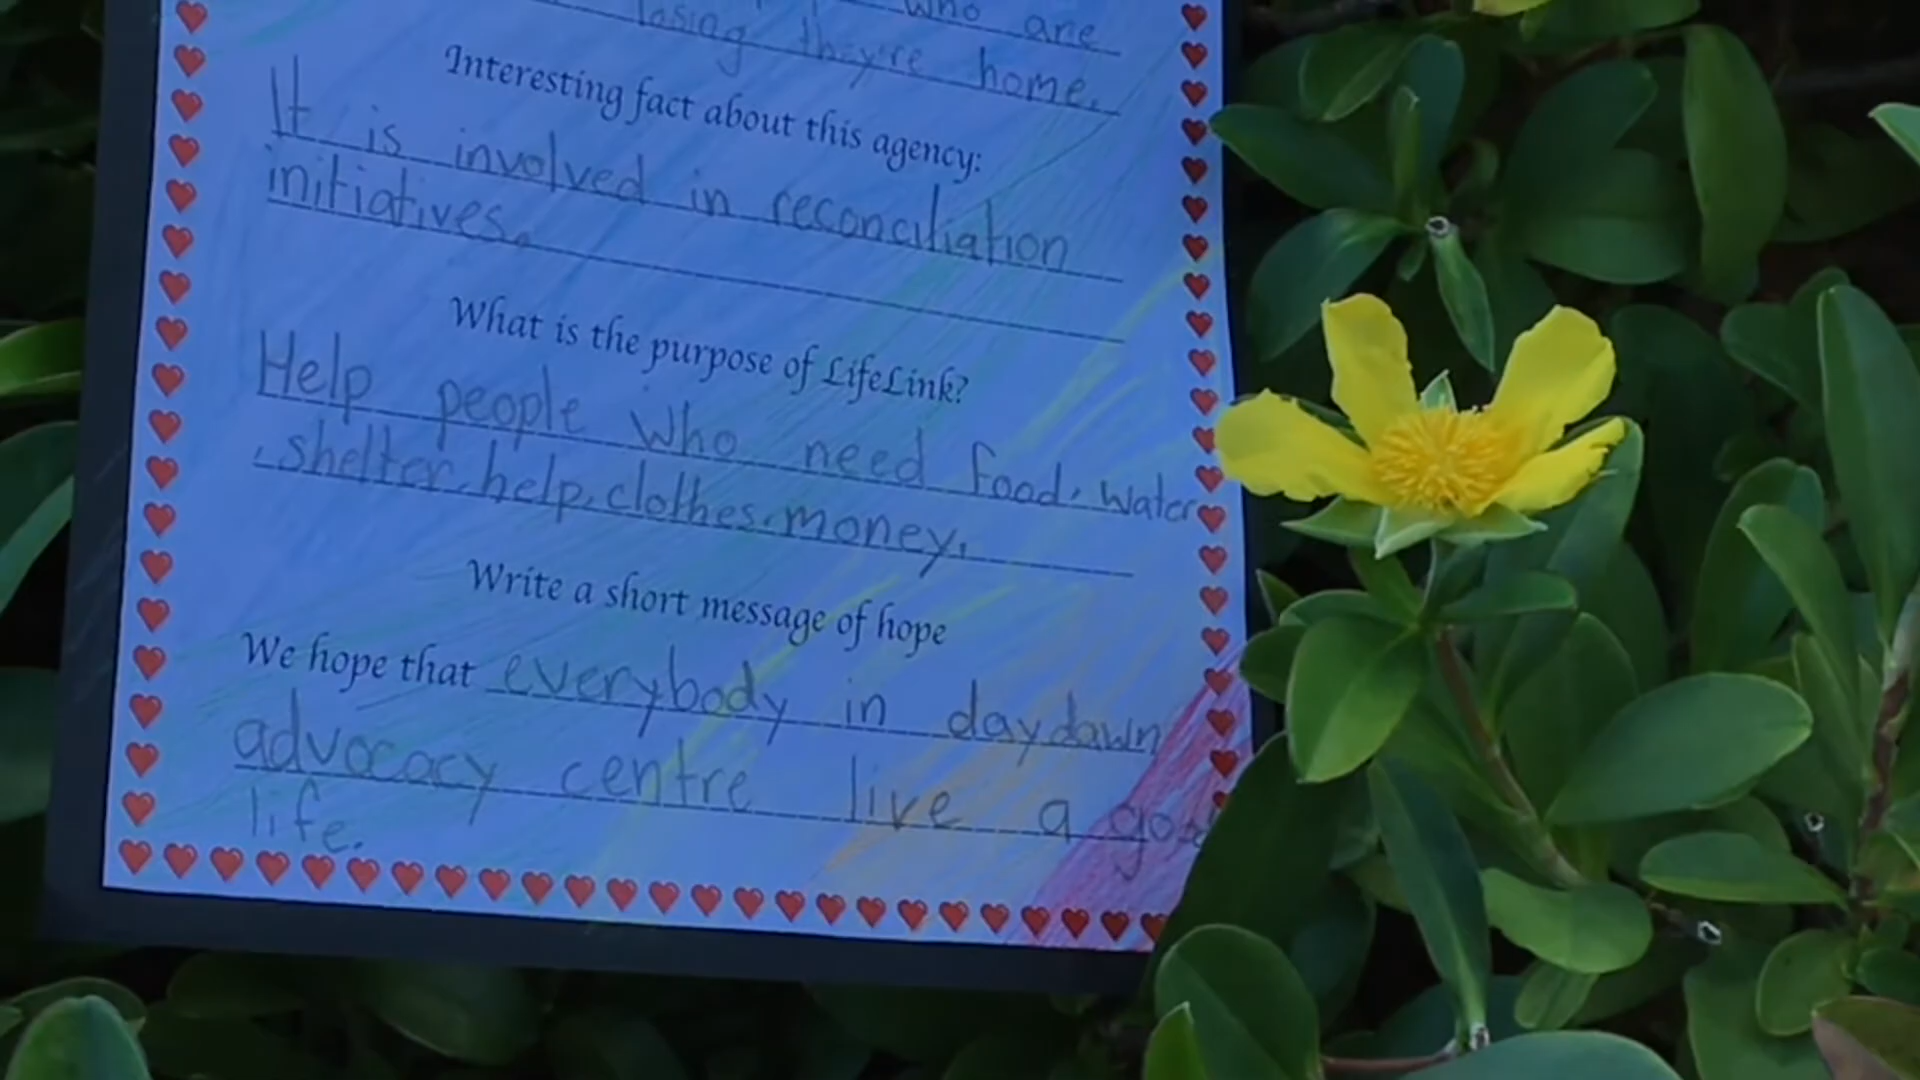 who are
losing they're home.
Interesting fact about this agency:
It is involved in reconciliation
initiatives.
What is the purpose of LifeLink?
Help people who need food, water
, shelter, help, clothes, money.
Write a short message of hope
We hope that everybody in daydawn
advocacy centre live a good
life.